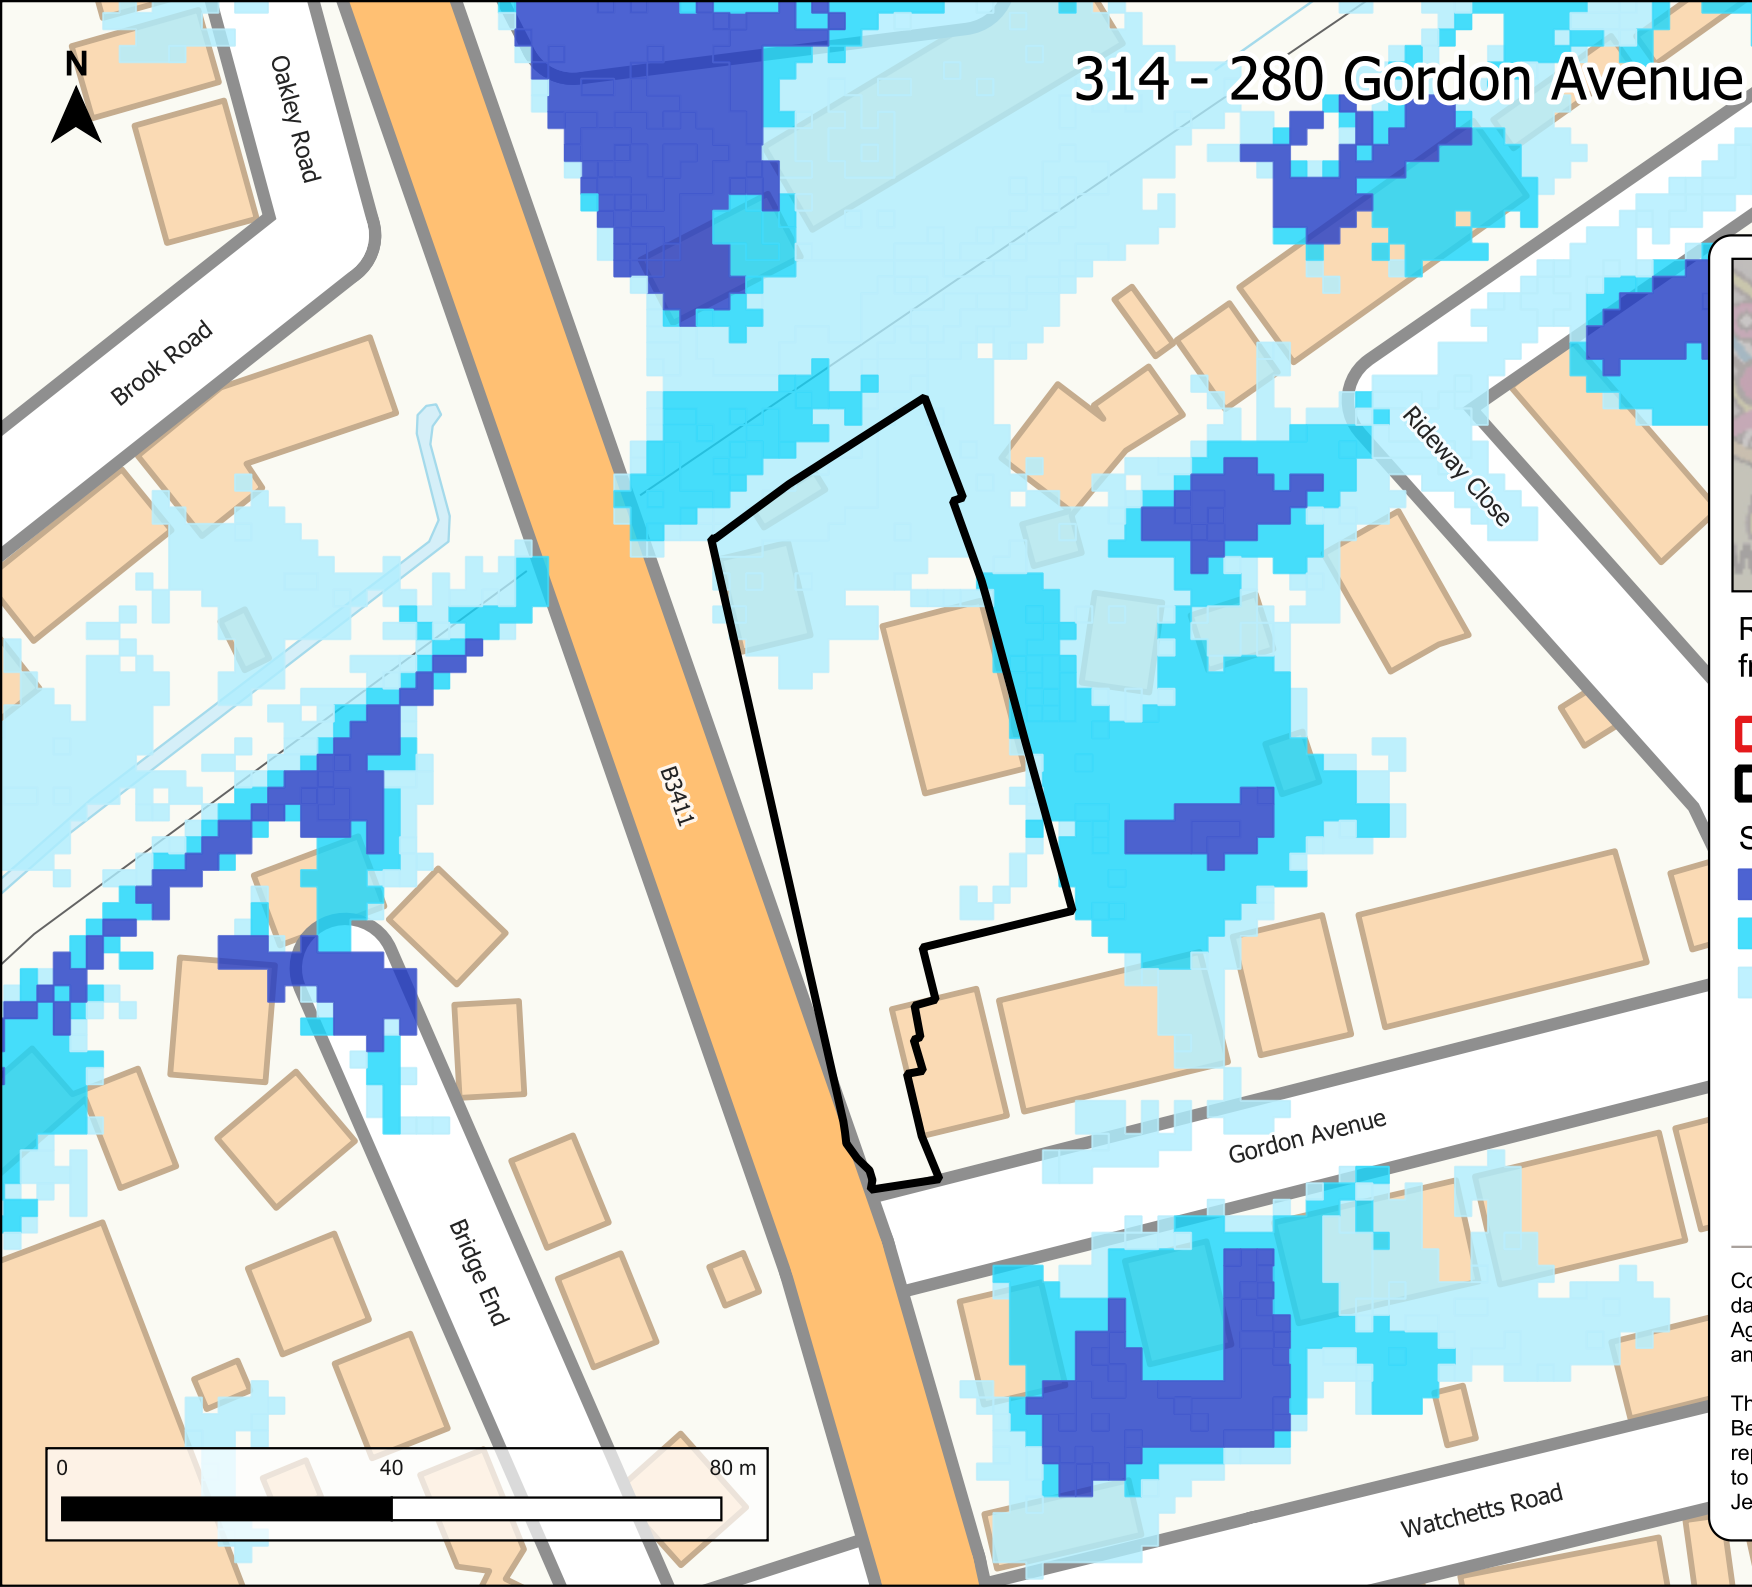 314 - 280 Gordon Avenue
N
Oakley Road
Brook Road
Rideway Close
B3411
Gordon Avenue
Bridge End
Watchetts Road
0 40 80 m